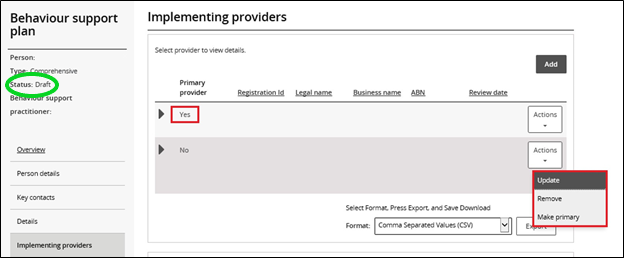 Behaviour support
plan
Person:
Type: Comprehensive
Status: Draft
Behaviour support
practitioner:
Overview
Person details
Key contacts
Details
Implementing providers
Implementing providers
Select provider to view details.
Add
Primary
provider
Registration Id
Legal name
Business name
ABN
Review date
Yes
Actions
No
Actions
Update
Remove
Make primary
Select Format, Press Export, and Save Download
Format:
Comma Separated Values (CSV)
Export